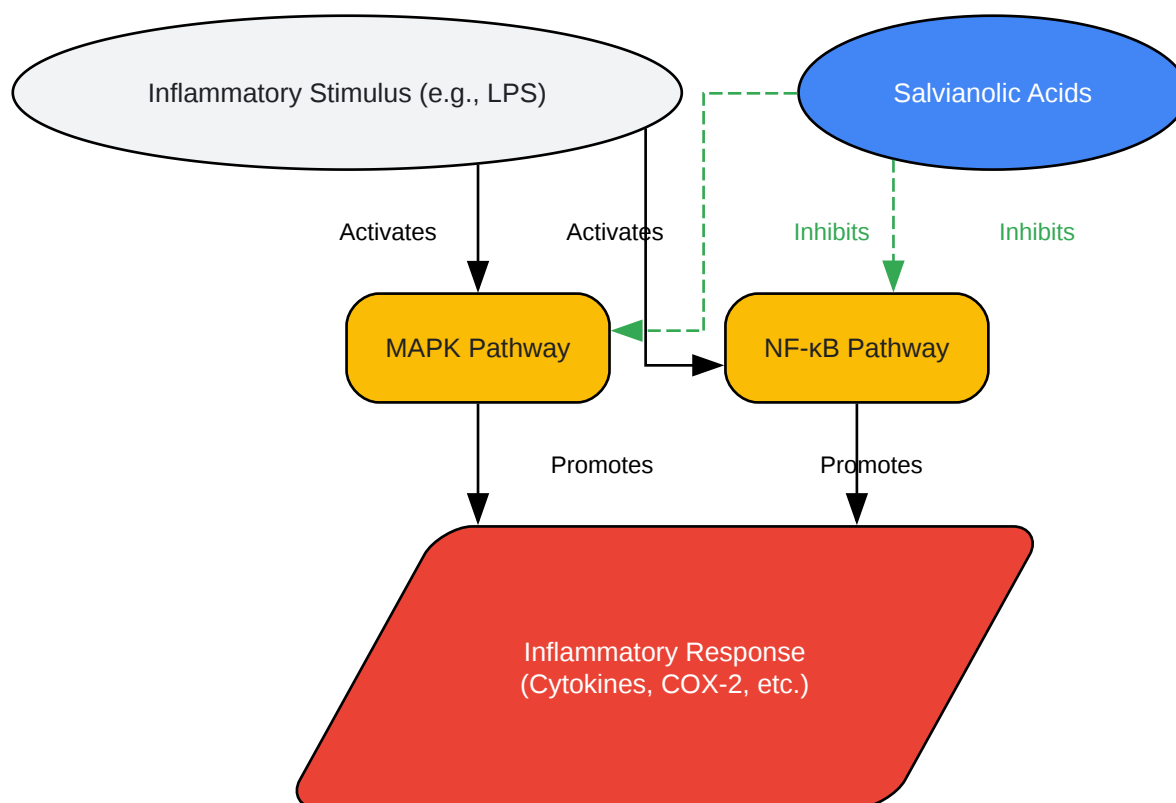 Inflammatory Stimulus (e.g., LPS)
Salvianolic Acids
Activates
Activates
Inhibits
Inhibits
MAPK Pathway
NF-κB Pathway
Promotes
Promotes
Inflammatory Response
(Cytokines, COX-2, etc.)